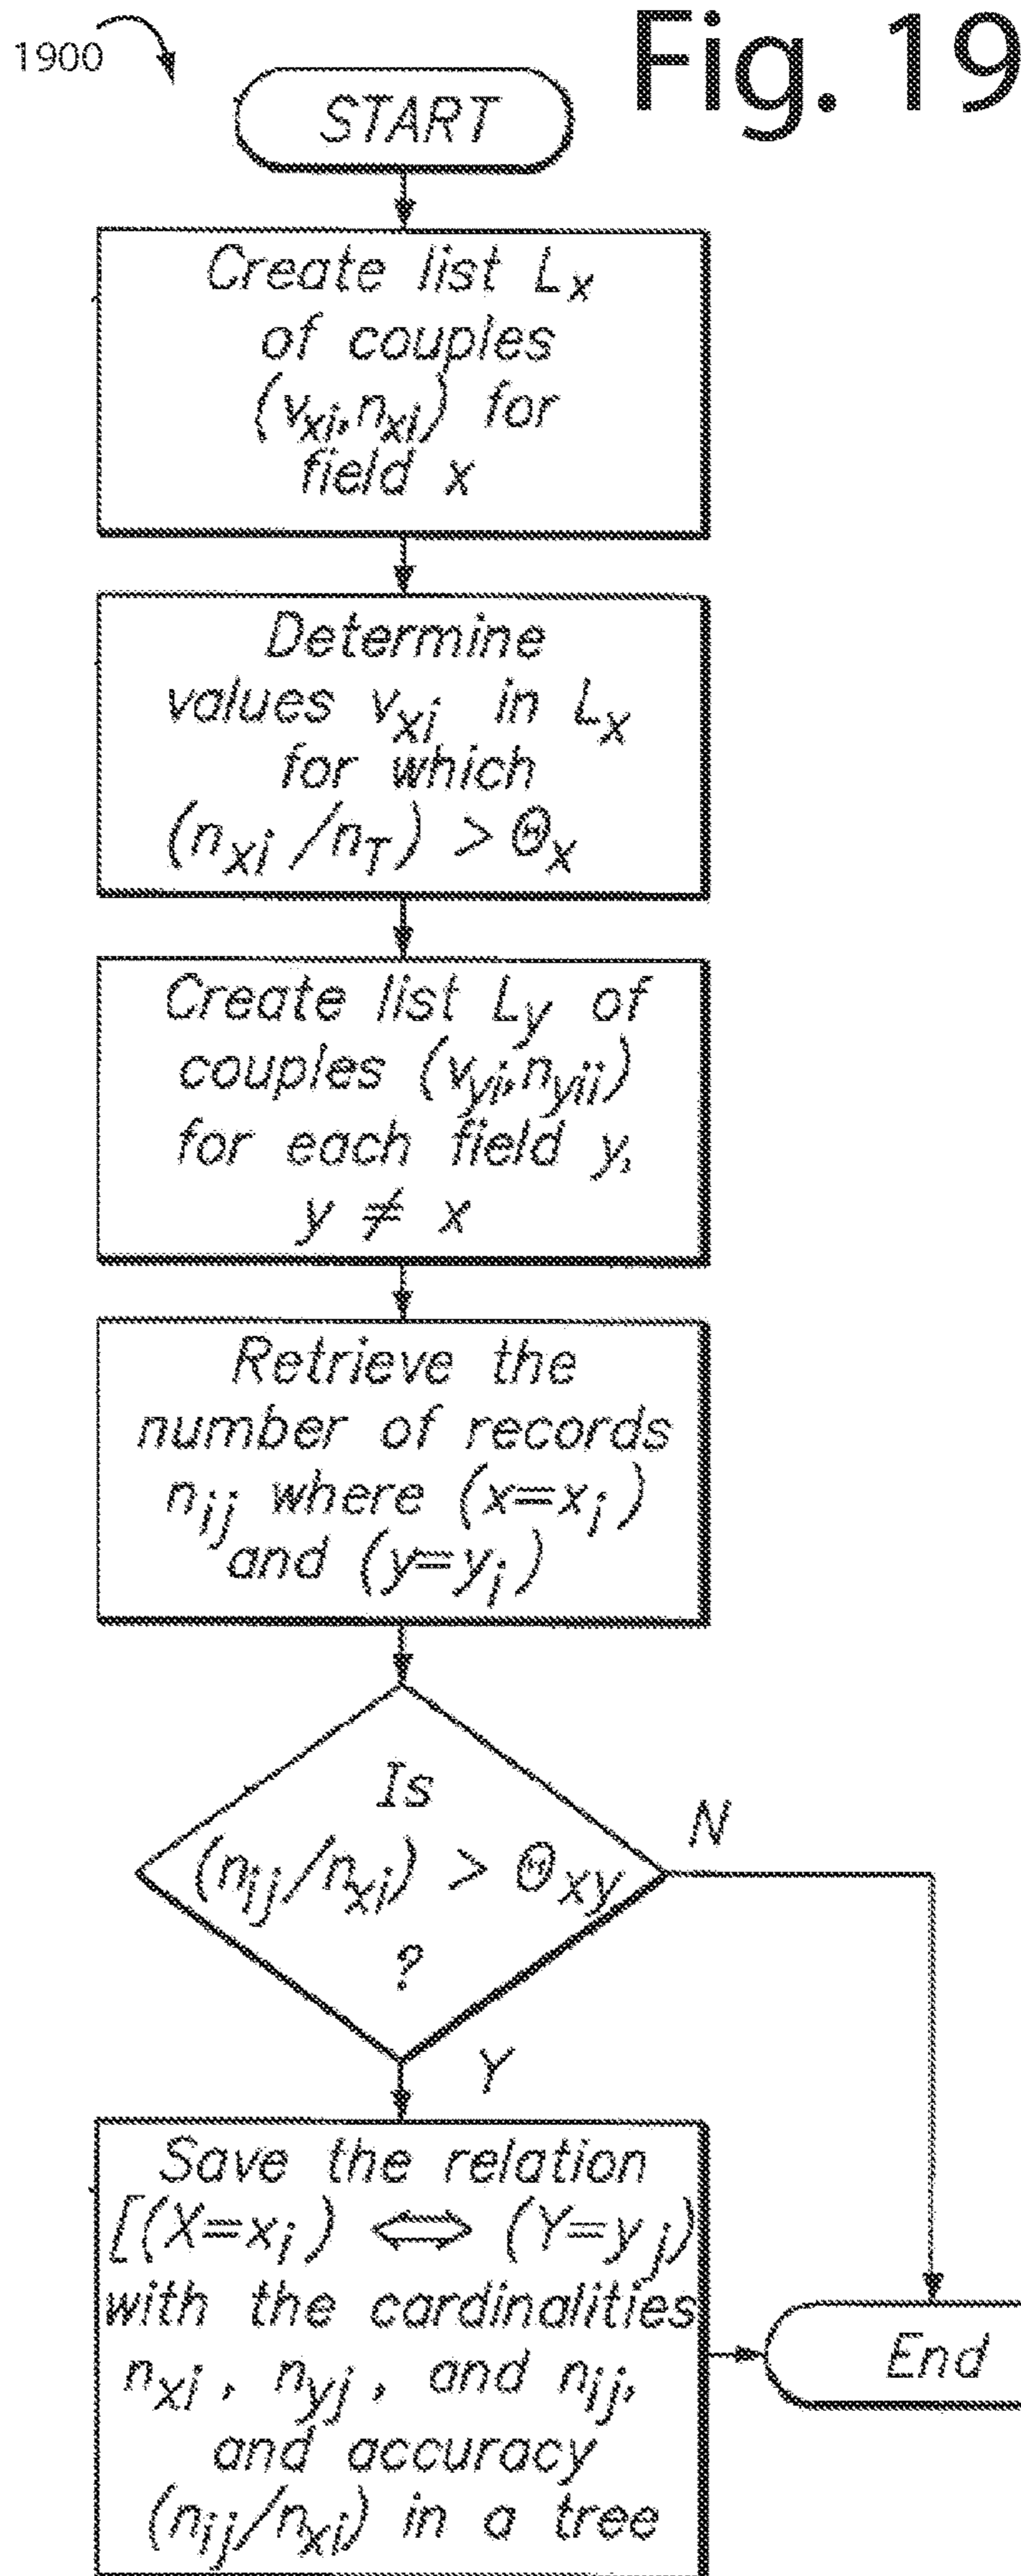 1900
Fig. 19
START
Create list Lx
of couples
(vxi,nxi) for
field x
Determine
values vxi in Lx
for which
(nxi/nT) > Θx
Create list Ly of
couples (vyi,nyii)
for each field y,
y ≠ x
Retrieve the
number of records
nij where (x=xi)
and (y=yi)
Is
(nij/nxi) > Θxy
?
N
Y
Save the relation
[(X=xi) ⟺ (Y=yj)
with the cardinalities
nxi, nyj, and nij,
and accuracy
(nij/nxi) in a tree
End